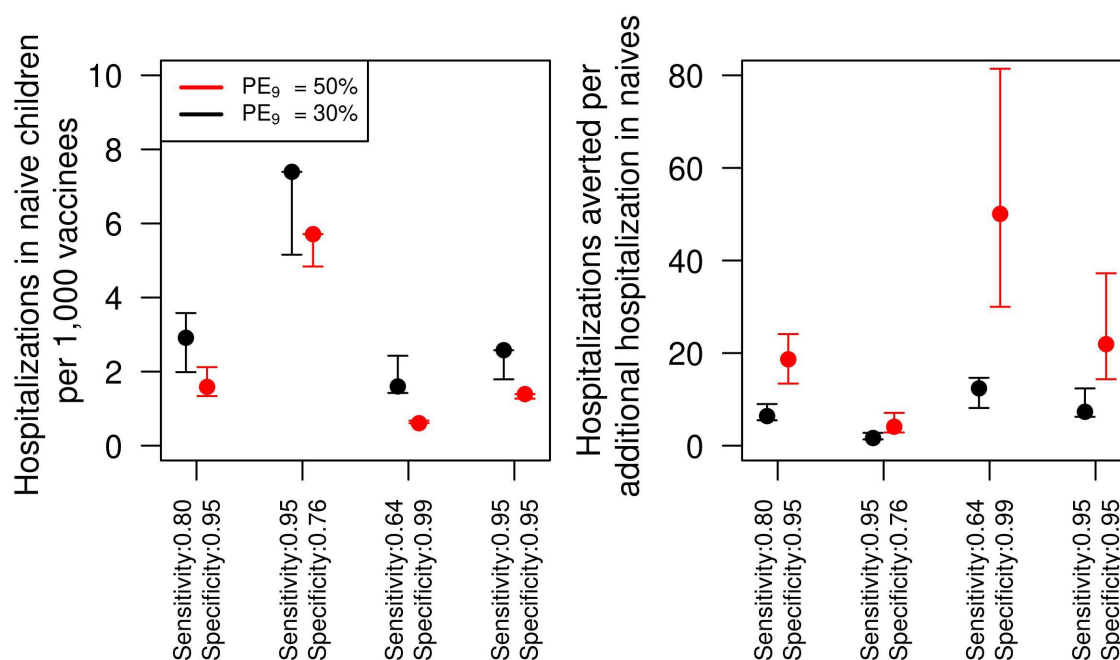 Hospitalizations in naive children
per 1,000 vaccinees
10
8
6
4
2
0
PE9 = 50%
PE9 = 30%
Sensitivity:0.80
Specificity:0.95
Sensitivity:0.95
Specificity:0.76
Sensitivity:0.64
Specificity:0.99
Sensitivity:0.95
Specificity:0.95
Hospitalizations averted per
additional hospitalization in naives
80
60
40
20
0
Sensitivity:0.80
Specificity:0.95
Sensitivity:0.95
Specificity:0.76
Sensitivity:0.64
Specificity:0.99
Sensitivity:0.95
Specificity:0.95